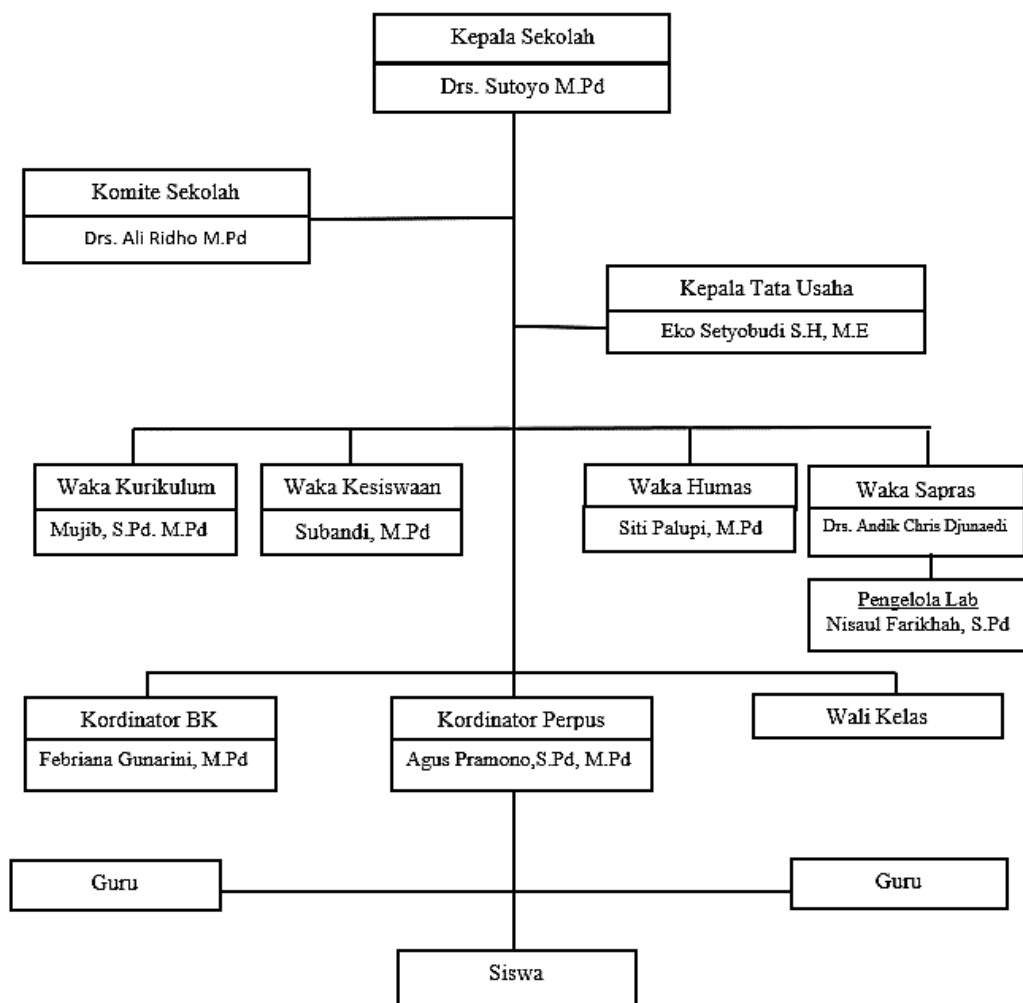 Kepala Sekolah
Drs. Sutoyo M.Pd
Komite Sekolah
Drs. Ali Ridho M.Pd
Kepala Tata Usaha
Eko Setyobudi S.H, M.E
Waka Kurikulum
Mujib, S.Pd. M.Pd
Waka Kesiswaan
Subandi, M.Pd
Waka Humas
Siti Palupi, M.Pd
Waka Sapras
Drs. Andik Chris Djunaedi
Pengelola Lab
Nisaul Farikhah, S.Pd
Kordinator BK
Febriana Gunarini, M.Pd
Kordinator Perpus
Agus Pramono,S.Pd, M.Pd
Wali Kelas
Guru
Guru
Siswa